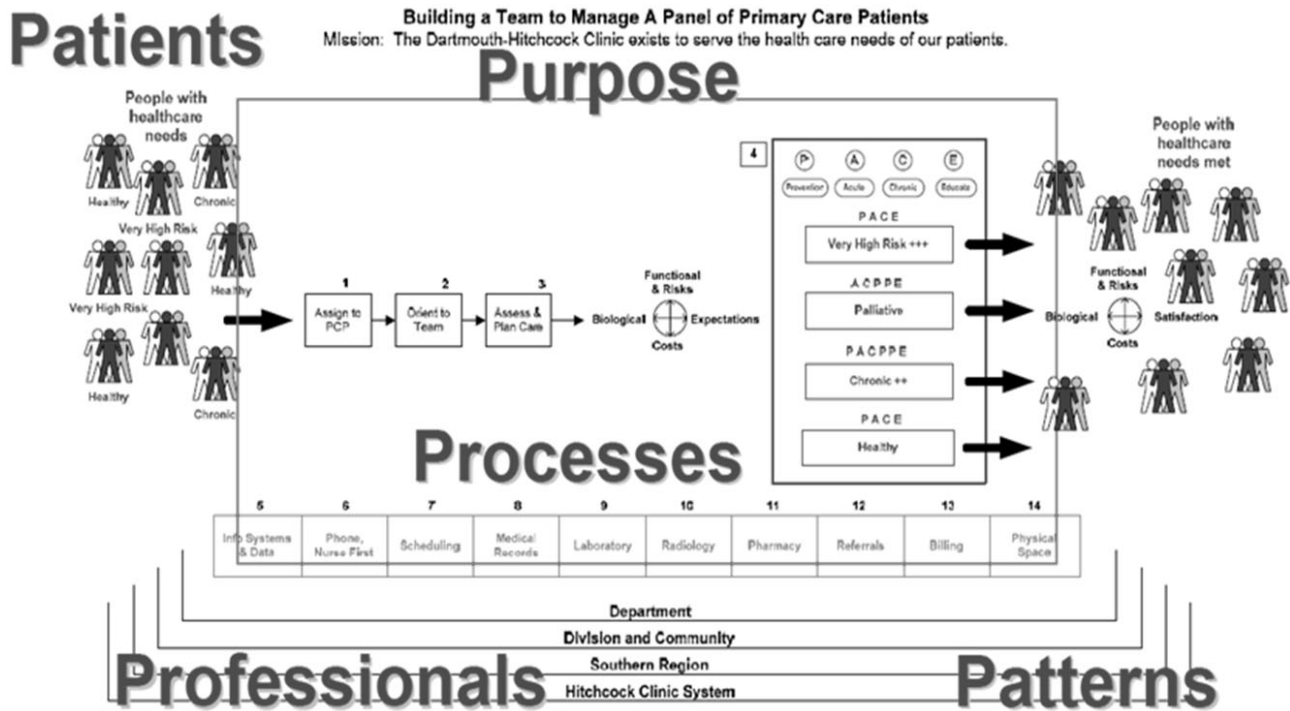 Patients
Building a Team to Manage A Panel of Primary Care Patients
Mission: The Dartmouth-Hitchcock Clinic exists to serve the health care needs of our patients.
Purpose
People with
healthcare
needs
Healthy
Chronic
Very High Risk
Healthy
Very High Risk
Healthy
Chronic
1
Assign to
PCP
2
Orient to
Team
3
Assess &
Plan Care
Functional
& Risks
Biological
Expectations
Costs
4
P
A
C
E
Prevention
Acute
Chronic
Educate
PACE
Very High Risk +++
ACPPE
Palliative
PACPPE
Chronic ++
PACE
Healthy
People with
healthcare
needs met
Functional
& Risks
Biological
Satisfaction
Costs
Processes
5
6
7
8
9
10
11
12
13
14
Info Systems
& Data
Phone,
Nurse First
Scheduling
Medical
Records
Laboratory
Radiology
Pharmacy
Referrals
Billing
Physical
Space
Department
Division and Community
Southern Region
Hitchcock Clinic System
Professionals
Patterns